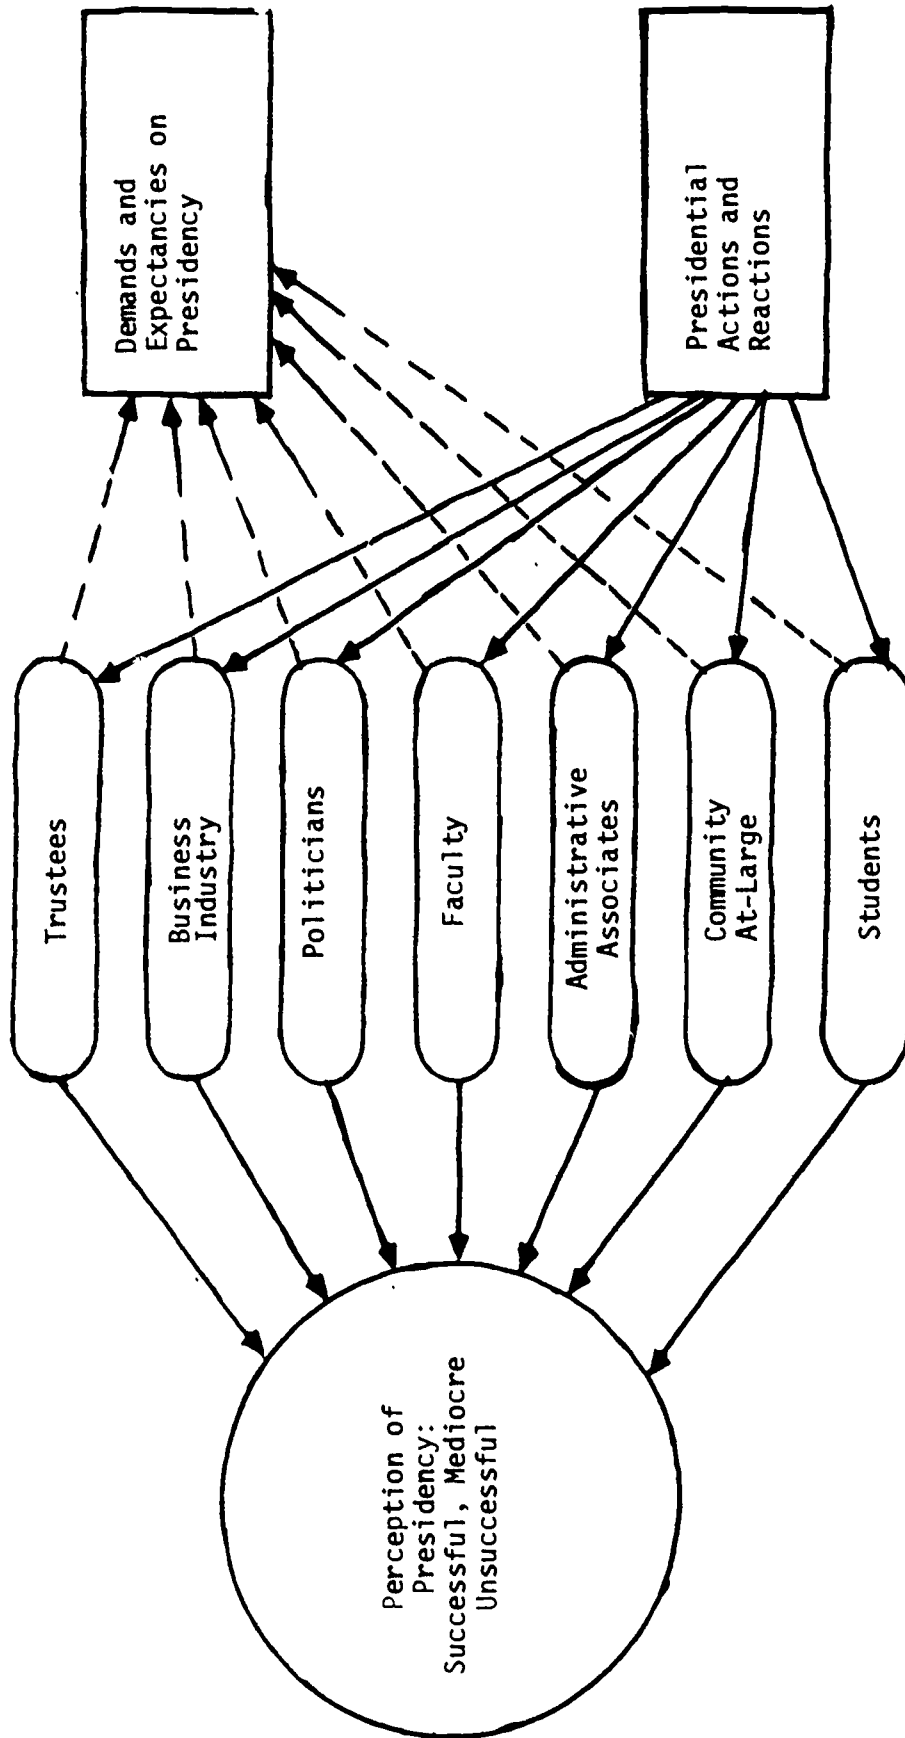 Perception of
Presidency:
Successful, Mediocre
Unsuccessful
Trustees
Business
Industry
Politicians
Faculty
Administrative
Associates
Community
At-Large
Students
Demands and
Expectancies on
Presidency
Presidential
Actions and
Reactions